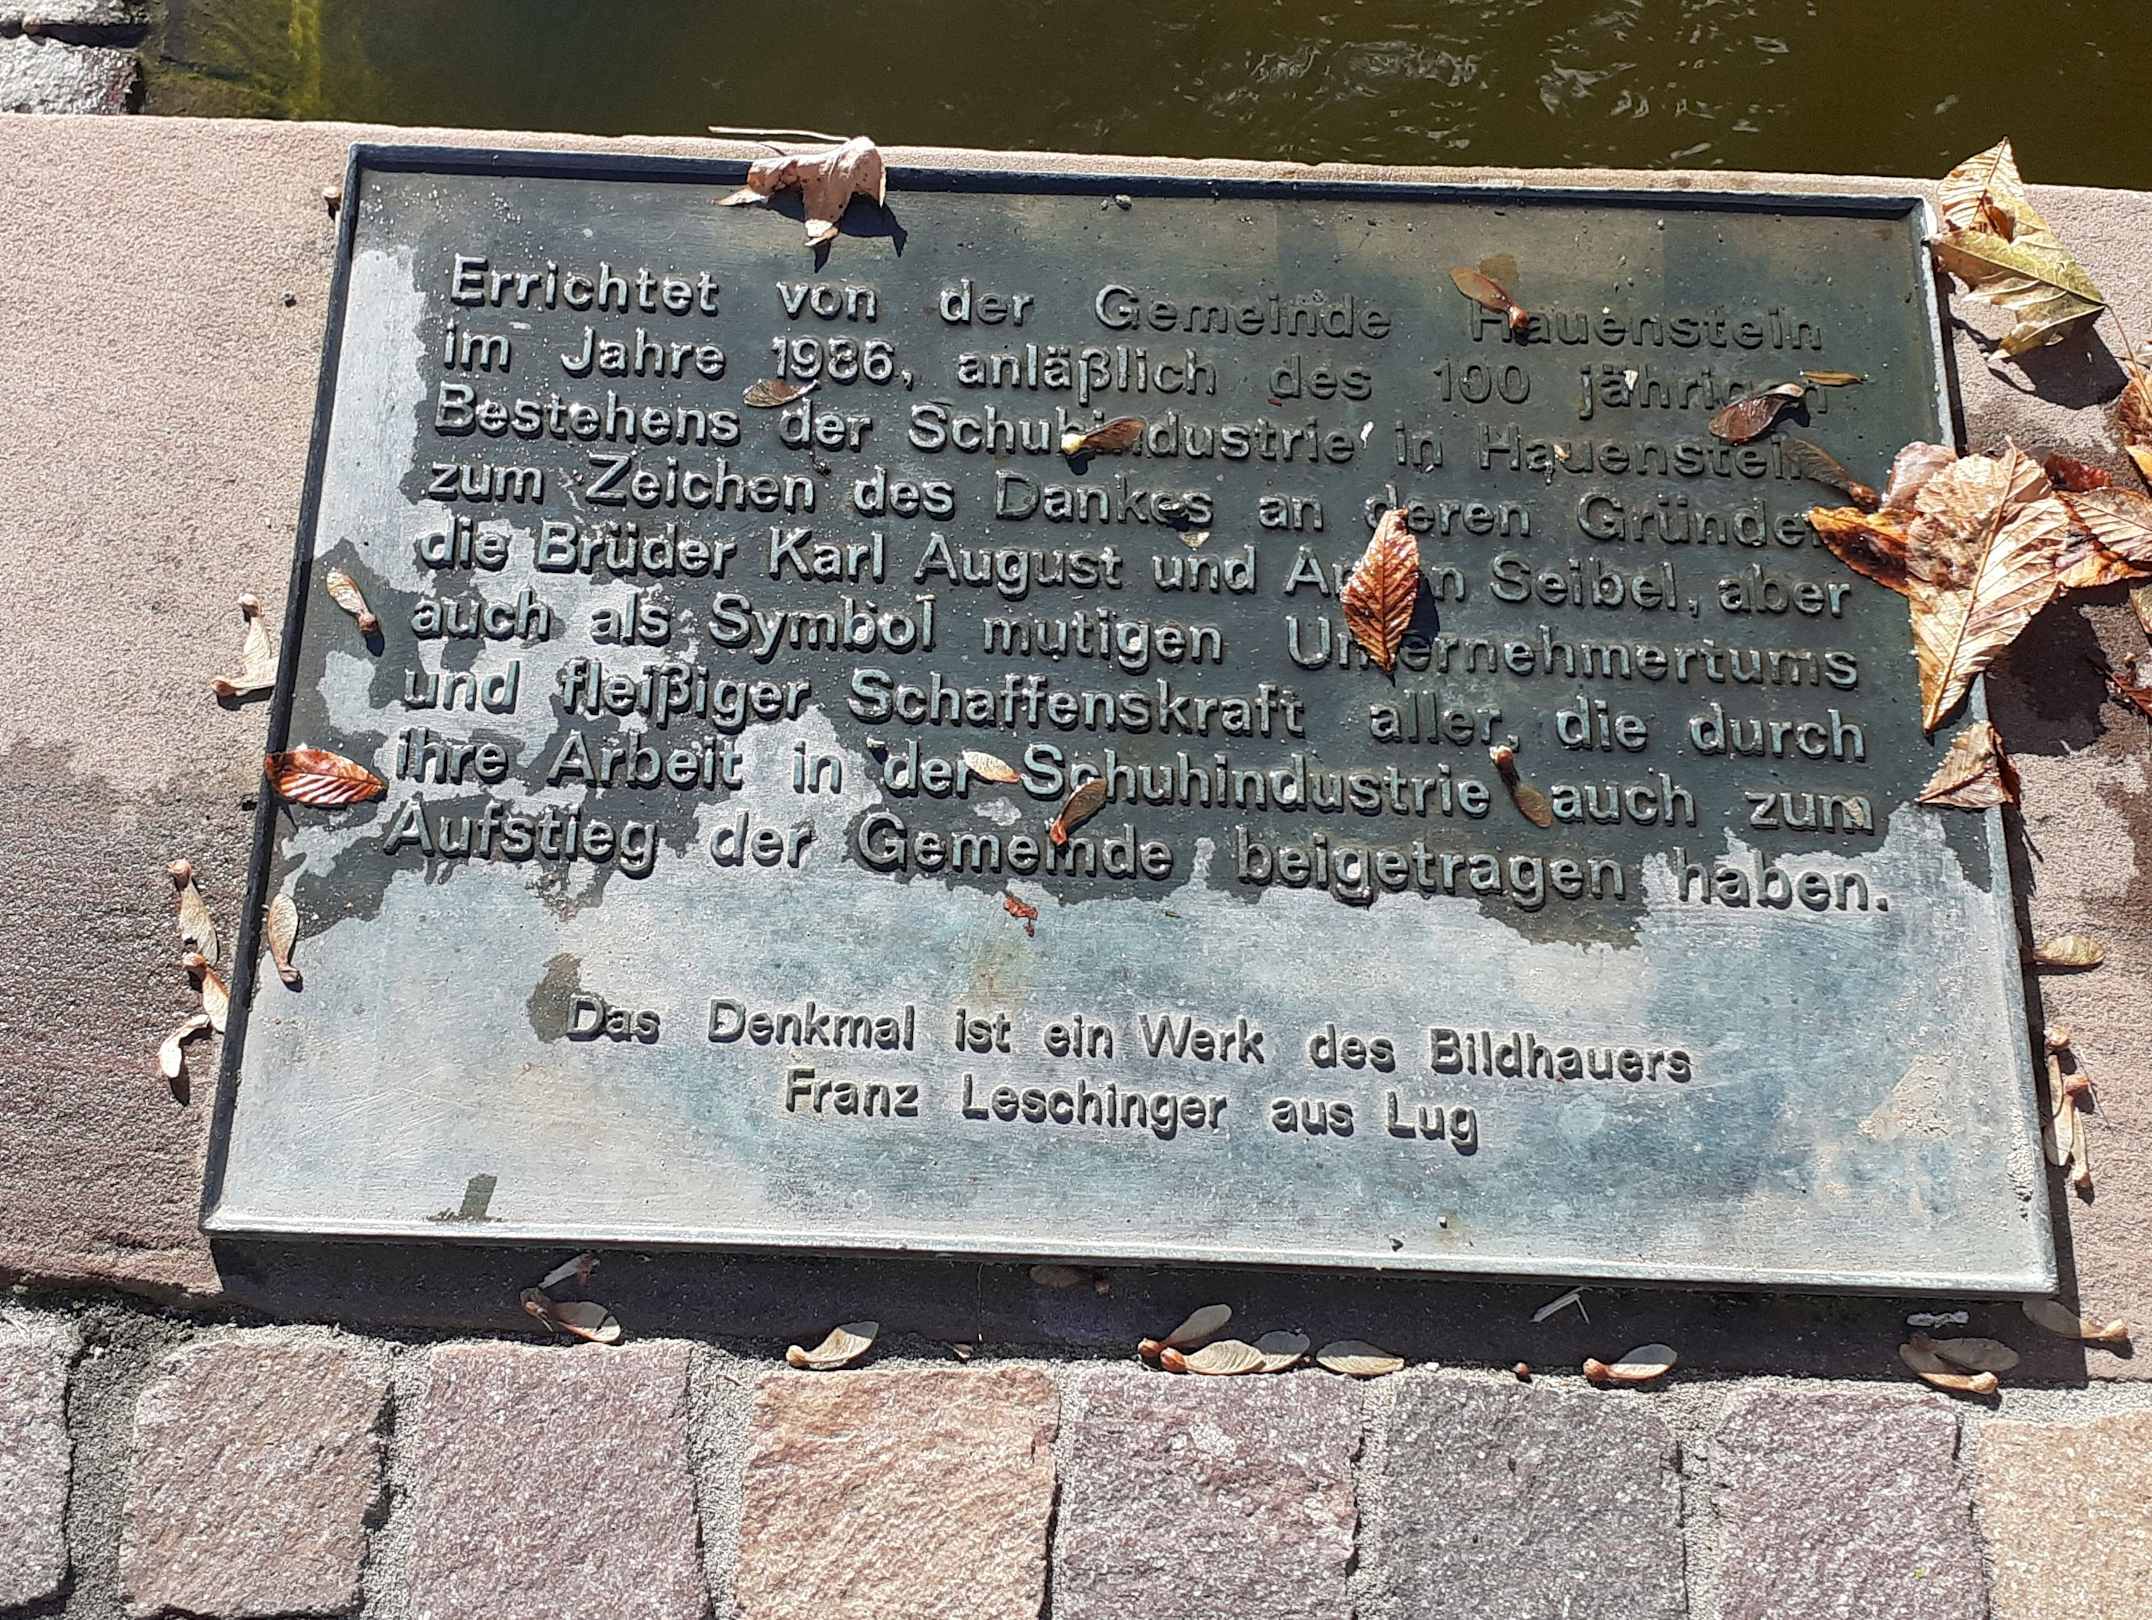 Errichtet von der Gemeinde Hauenstein
im Jahre 1986, anläßlich des 100 jährigen
Bestehens der Schuhindustrie in Hauenstein
zum Zeichen des Dankes an deren Gründer
die Brüder Karl August und Anton Seibel, aber
auch als Symbol mutigen Unternehmertums
und fleißiger Schaffenskraft aller, die durch
ihre Arbeit in der Schuhindustrie auch zum
Aufstieg der Gemeinde beigetragen haben.
Das Denkmal ist ein Werk des Bildhauers
Franz Leschinger aus Lug